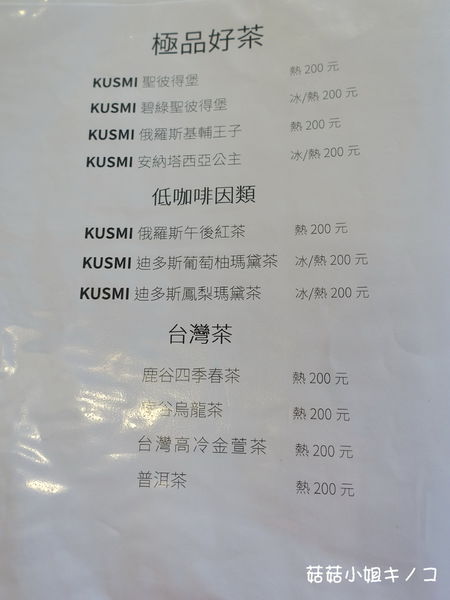 極品好茶
KUSMI 聖彼得堡 熱 200 元
KUSMI 碧綠聖彼得堡 冰/熱 200 元
KUSMI 俄羅斯基輔王子 熱 200 元
KUSMI 安納塔西亞公主 冰/熱 200 元
低咖啡因類
KUSMI 俄羅斯午後紅茶 熱 200 元
KUSMI 迪多斯葡萄柚瑪黛茶 冰/熱 200 元
KUSMI 迪多斯鳳梨瑪黛茶 冰/熱 200 元
台灣茶
鹿谷四季春茶 熱 200 元
谷烏龍茶 熱 200 元
台灣高冷金萱茶 熱 200 元
普洱茶 熱 200 元
菇菇小姐キノコ